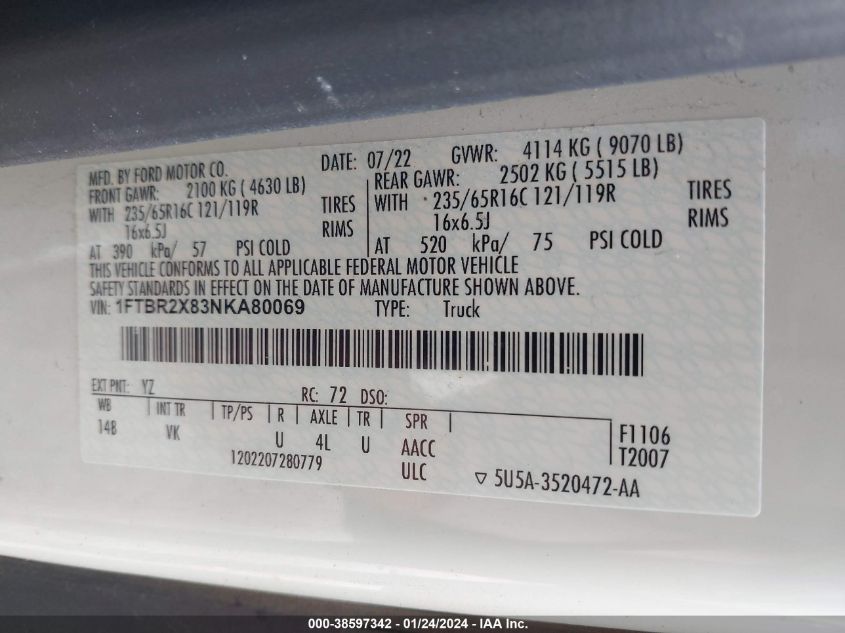 MFD. BY FORD MOTOR CO.
DATE: 07/22 GVWR: 4114 KG ( 9070 LB)
FRONT GAWR: 2100 KG ( 4630 LB)
REAR GAWR: 2502 KG ( 5515 LB)
WITH 235/65R16C 121/119R TIRES
WITH 235/65R16C 121/119R TIRES
16x6.5J RIMS
16x6.5J RIMS
AT 390 kPa/ 57 PSI COLD
AT 520 kPa/ 75 PSI COLD
THIS VEHICLE CONFORMS TO ALL APPLICABLE FEDERAL MOTOR VEHICLE
SAFETY STANDARDS IN EFFECT ON THE DATE OF MANUFACTURE SHOWN ABOVE.
VIN: 1FTBR2X83NKA80069 TYPE: Truck
EXT PNT: YZ RC: 72 DSO:
WB INT TR TP/PS R AXLE TR SPR
14B VK U 4L U AACC
F1106
1202207280779 ULC
T2007
5U5A-3520472-AA
000-38597342 - 01/24/2024 - IAA Inc.